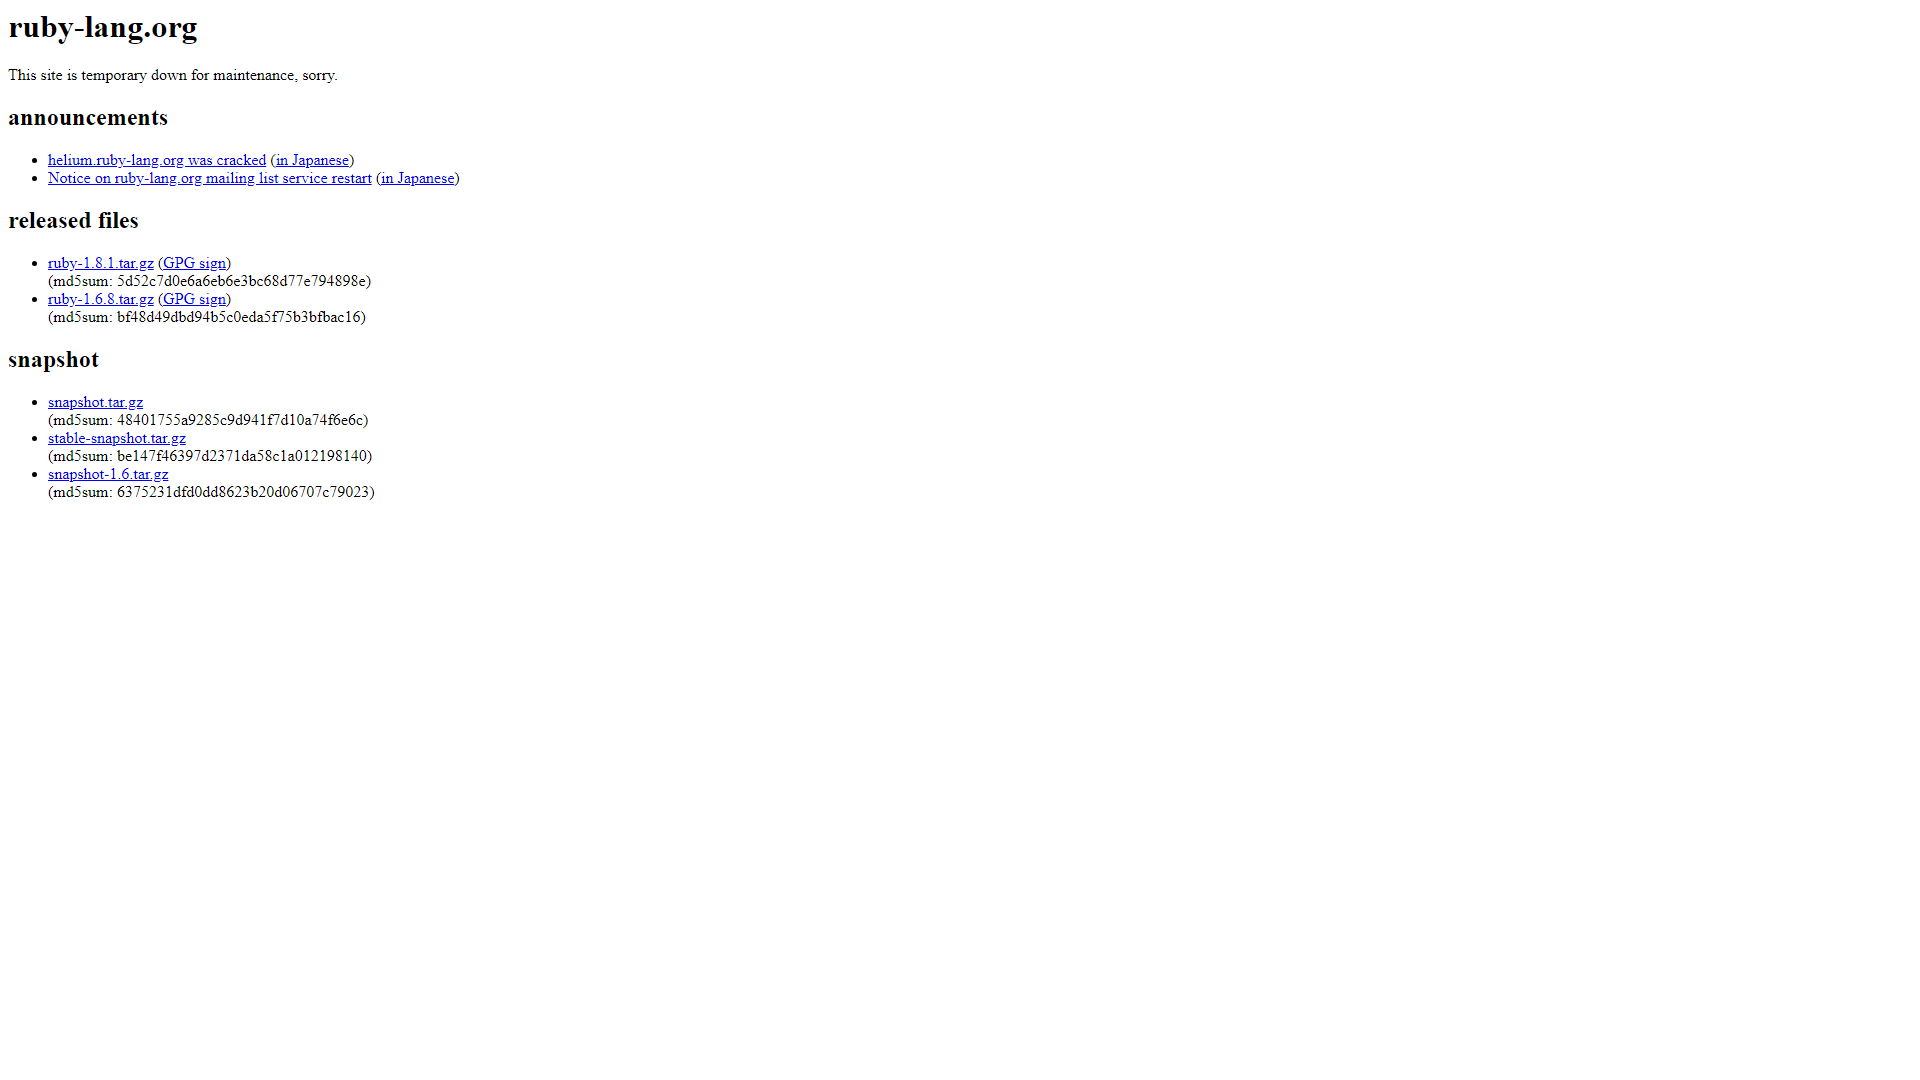 ruby-lang.org
This site is temporary down for maintenance, sorry.
announcements
helium.ruby-lang.org was cracked (in Japanese)
Notice on ruby-lang.org mailing list service restart (in Japanese)
released files
ruby-1.8.1.tar.gz (GPG sign)
(md5sum: 5d52c7d0e6a6eb6e3bc68d77e794898e)
ruby-1.6.8.tar.gz (GPG sign)
(md5sum: bf48d49dbd94b5c0eda5f75b3bfbac16)
snapshot
snapshot.tar.gz
(md5sum: 48401755a9285c9d941f7d10a74f6e6c)
stable-snapshot.tar.gz
(md5sum: be147f46397d2371da58c1a012198140)
snapshot-1.6.tar.gz
(md5sum: 6375231dfd0dd8623b20d06707c79023)